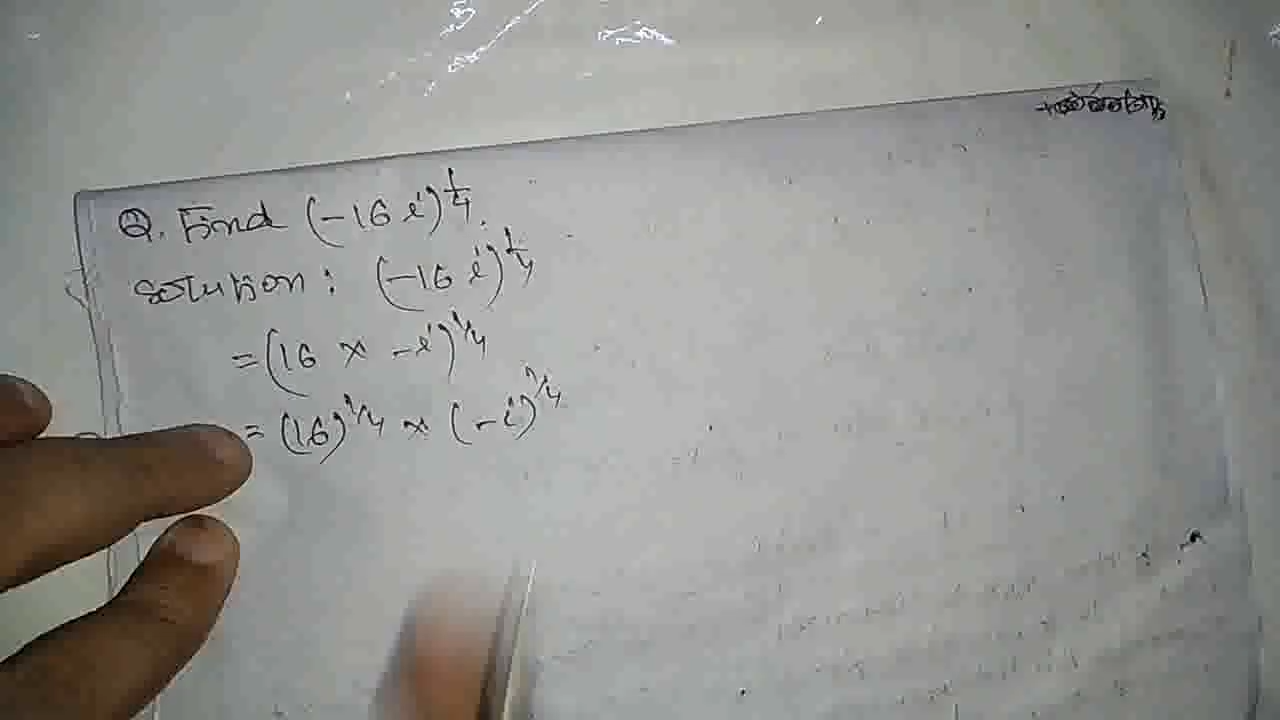 Q. Find (-16 i)^1/4.
Solution : (-16 i)^1/4
= (16 × -i)^1/4
= (16)^1/4 × (-i)^1/4